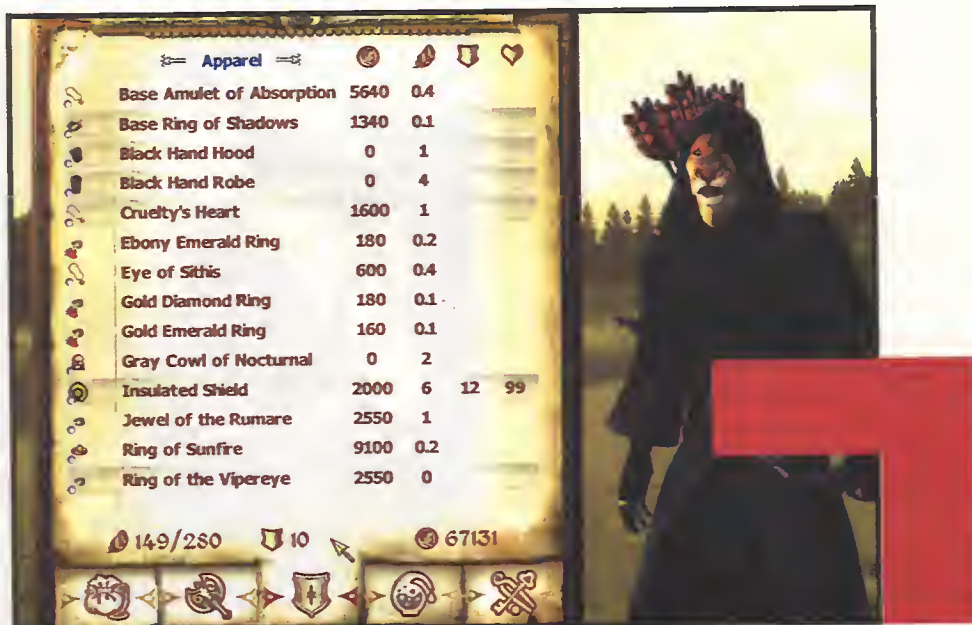 Apparel
Base Amulet of Absorption 5640 0.4
Base Ring of Shadows 1340 0.1
Black Hand Hood 0 1
Black Hand Robe 0 4
Cruelty's Heart 1600 1
Ebony Emerald Ring 180 0.2
Eye of Sithis 600 0.4
Gold Diamond Ring 180 0.1
Gold Emerald Ring 160 0.1
Gray Cowl of Nocturnal 0 2
Insulated Shield 2000 6 12 99
Jewel of the Rumare 2550 1
Ring of Sunfire 9100 0.2
Ring of the Vipereye 2550 0
149/280 10 67131